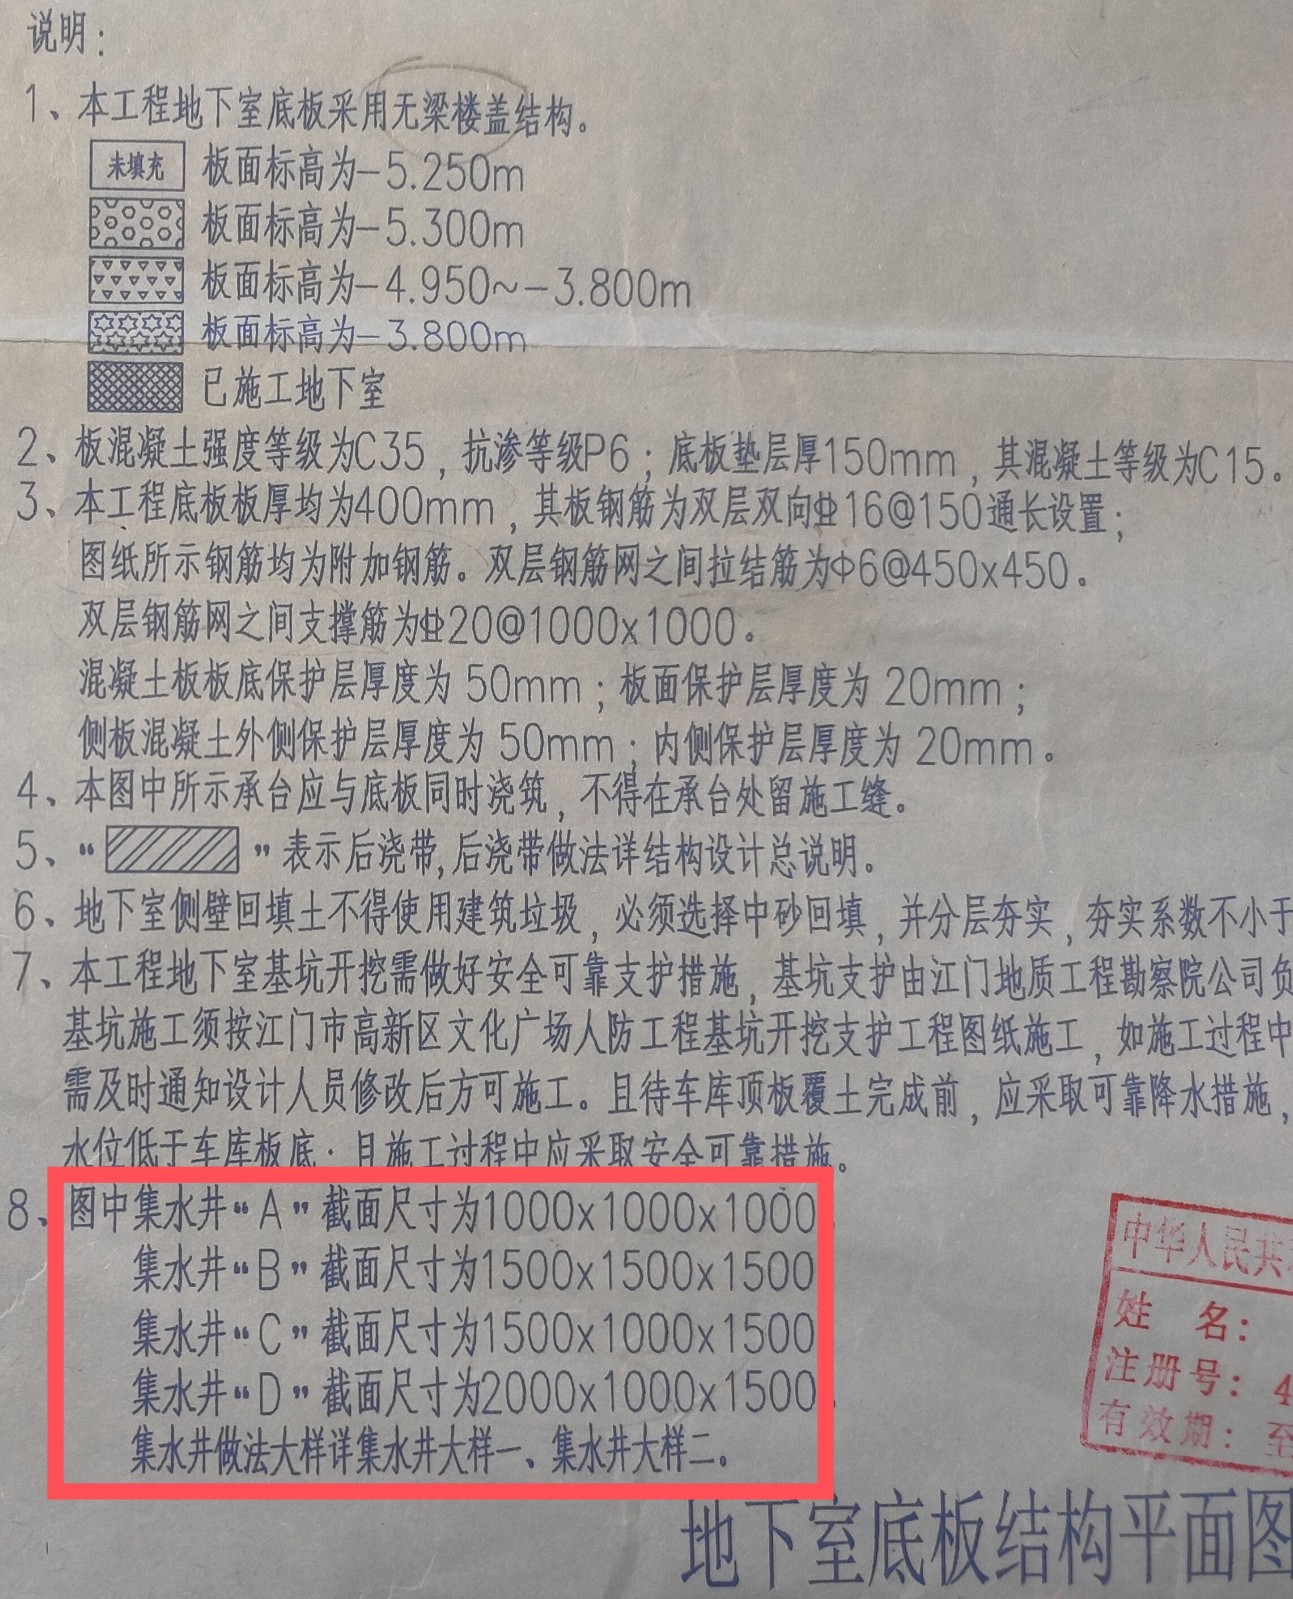 说明：
1、本工程地下室底板采用无梁楼盖结构。
未填充 板面标高为-5.250m
板面标高为-5.300m
板面标高为-4.950~-3.800m
板面标高为-3.800m
已施工地下室
2、板混凝土强度等级为C35，抗渗等级P6；底板垫层厚150mm，其混凝土等级为C15。
3、本工程底板板厚均为400mm，其板钢筋为双层双向⌀16@150通长设置；
图纸所示钢筋均为附加钢筋。双层钢筋网之间拉结筋为Φ6@450x450。
双层钢筋网之间支撑筋为⌀20@1000x1000。
混凝土板板底保护层厚度为 50mm；板面保护层厚度为 20mm；
侧板混凝土外侧保护层厚度为 50mm；内侧保护层厚度为 20mm。
4、本图中所示承台应与底板同时浇筑，不得在承台处留施工缝。
5、“ ”表示后浇带,后浇带做法详结构设计总说明。
6、地下室侧壁回填土不得使用建筑垃圾，必须选择中砂回填，并分层夯实，夯实系数不小于
7、本工程地下室基坑开挖需做好安全可靠支护措施，基坑支护由江门地质工程勘察院公司负
基坑施工须按江门市高新区文化广场人防工程基坑开挖支护工程图纸施工，如施工过程中
需及时通知设计人员修改后方可施工。且待车库顶板覆土完成前，应采取可靠降水措施，
水位低于车库板底；且施工过程中应采取安全可靠措施。
8、图中集水井“A”截面尺寸为1000x1000x1000
集水井“B”截面尺寸为1500x1500x1500
集水井“C”截面尺寸为1500x1000x1500
集水井“D”截面尺寸为2000x1000x1500
集水井做法大样详集水井大样一、集水井大样二。
中华人民共
姓 名：
注册号：4
有效期：至
地下室底板结构平面图